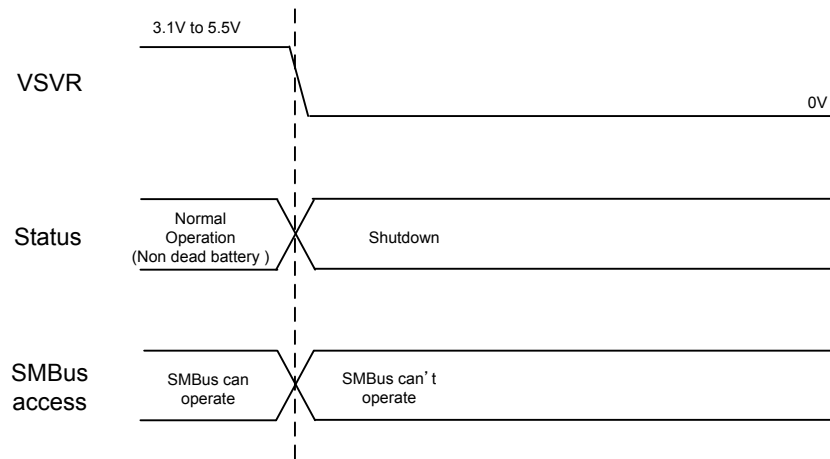 3.1V to 5.5V
VSVR
0V
Status
Normal
Operation
(Non dead battery )
Shutdown
SMBus
access
SMBus can
operate
SMBus can’t
operate